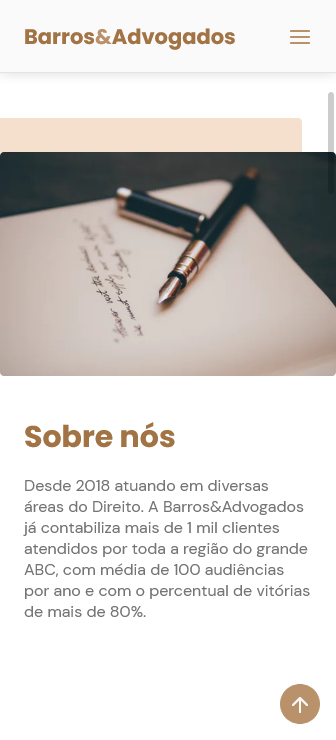 Barros&Advogados
Sobre nós
Desde 2018 atuando em diversas
áreas do Direito. A Barros&Advogados
já contabiliza mais de 1 mil clientes
atendidos por toda a região do grande
ABC, com média de 100 audiências
por ano e com o percentual de vitórias
de mais de 80%.